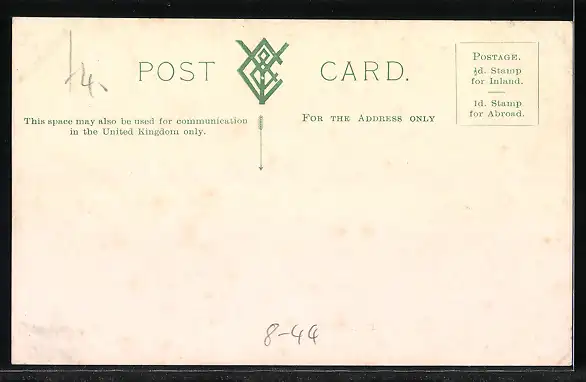 4.
POST CARD.
This space may also be used for communication
in the United Kingdom only.
FOR THE ADDRESS ONLY
POSTAGE.
½d. Stamp
for Inland.
1d. Stamp
for Abroad.
8-44